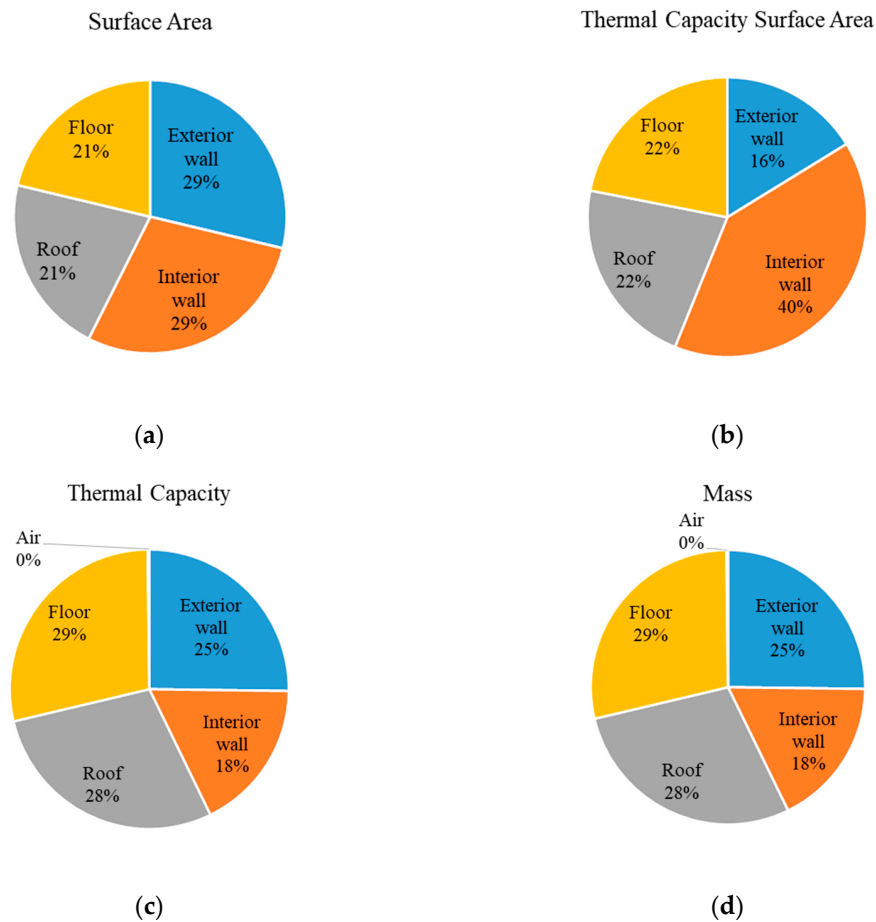 Surface Area
Floor
21%
Exterior
wall
29%
Roof
21%
Interior
wall
29%
(a)
Thermal Capacity Surface Area
Floor
22%
Exterior
wall
16%
Roof
22%
Interior
wall
40%
(b)
Thermal Capacity
Air
0%
Floor
29%
Exterior
wall
25%
Interior
wall
18%
Roof
28%
(c)
Mass
Air
0%
Floor
29%
Exterior
wall
25%
Interior
wall
18%
Roof
28%
(d)